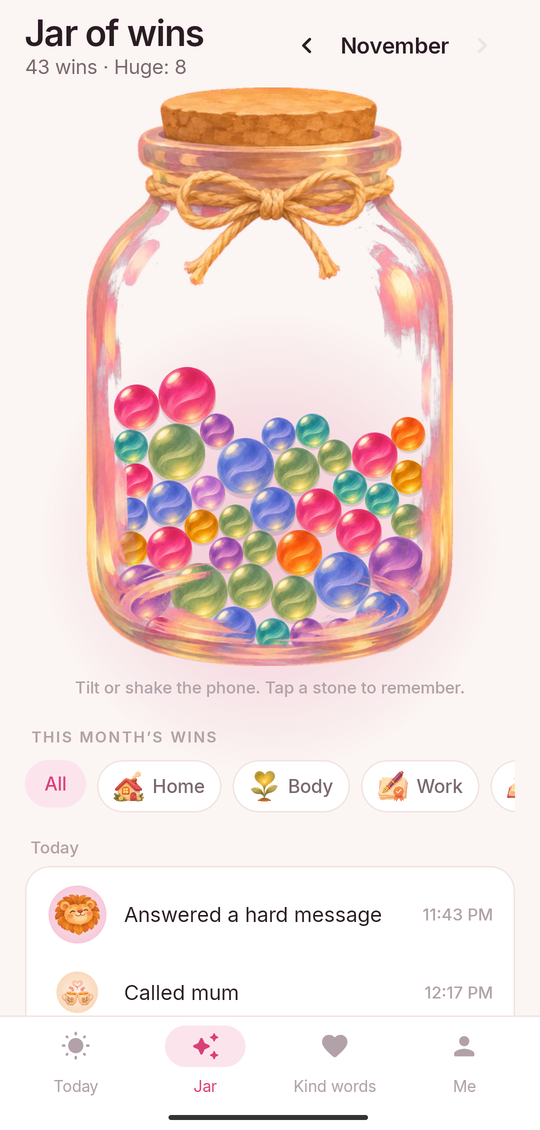 Jar of wins
November
43 wins · Huge: 8
Tilt or shake the phone. Tap a stone to remember.
THIS MONTH’S WINS
All
Home
Body
Work
Today
Answered a hard message
11:43 PM
Called mum
12:17 PM
Today
Jar
Kind words
Me